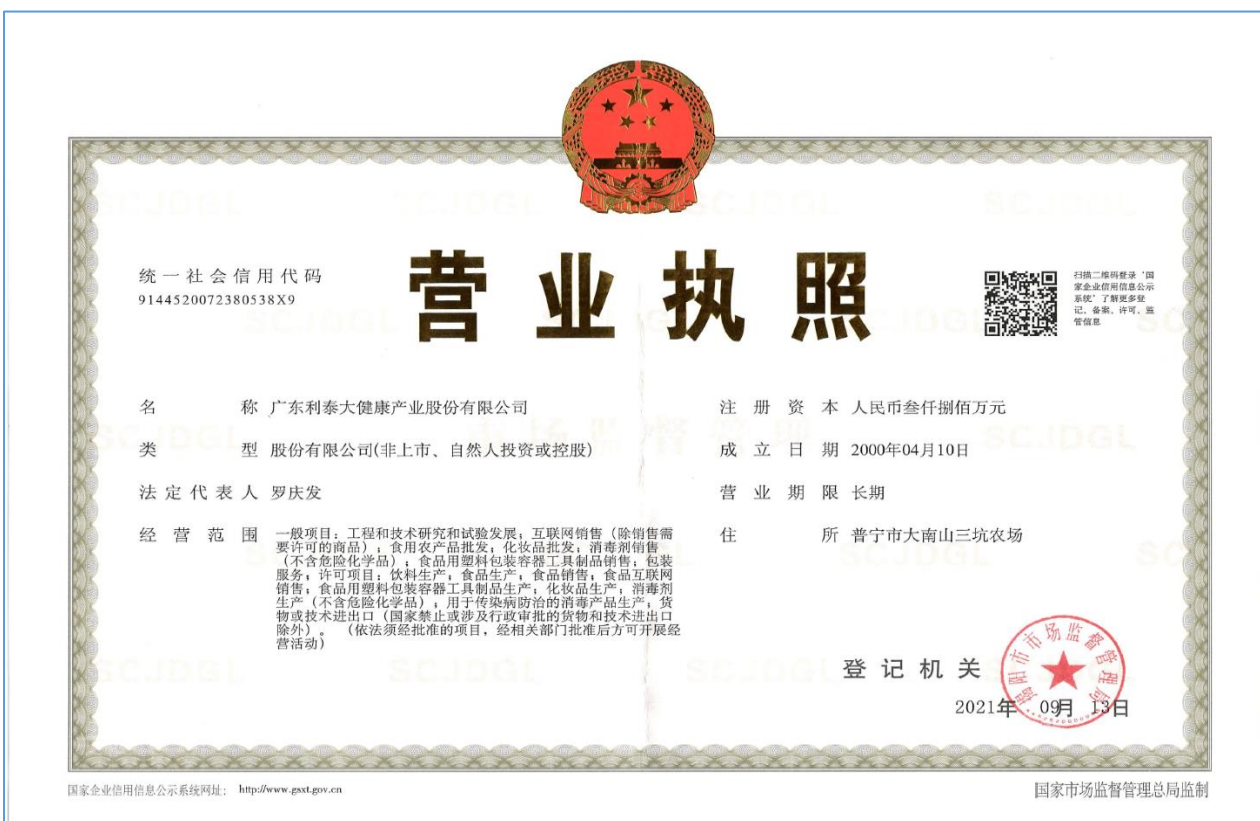 统一社会信用代码
9144520072380538X9
营业执照
扫描二维码登录‘国
家企业信用信息公示
系统’了解更多登
记、备案、许可、监
管信息
名称 广东利泰大健康产业股份有限公司
类型 股份有限公司(非上市、自然人投资或控股)
法定代表人 罗庆发
经营范围 一般项目：工程和技术研究和试验发展；互联网销售（除销售需
要许可的商品）；食用农产品批发；化妆品批发；消毒剂销售
（不含危险化学品）；食品用塑料包装容器工具制品销售；包装
服务；许可项目：饮料生产；食品生产；食品销售；食品互联网
销售；食品用塑料包装容器工具制品生产；化妆品生产；消毒剂
生产（不含危险化学品）；用于传染病防治的消毒产品生产；货
物或技术进出口（国家禁止或涉及行政审批的货物和技术进出口
除外）。（依法须经批准的项目，经相关部门批准后方可开展经
营活动）
注册资本 人民币叁仟捌佰万元
成立日期 2000年04月10日
营业期限 长期
住所 普宁市大南山三坑农场
登记机关
揭阳市市场监督管理局
2021年 09月 13日
国家企业信用信息公示系统网址： http://www.gsxt.gov.cn
国家市场监督管理总局监制
SCJDGL
市场监督管理